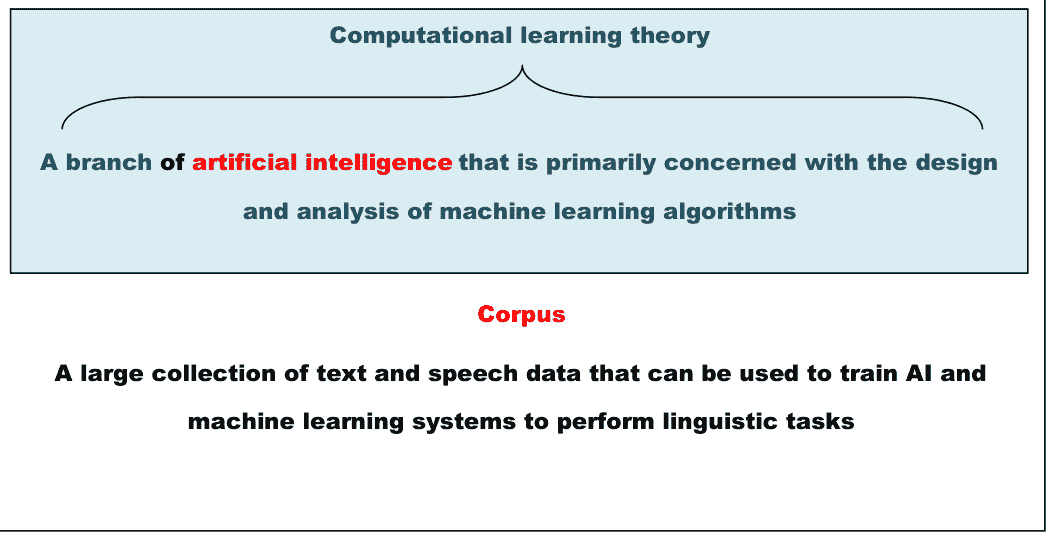 Computational learning theory
A branch of artificial intelligence that is primarily concerned with the design
and analysis of machine learning algorithms
Corpus
A large collection of text and speech data that can be used to train AI and
machine learning systems to perform linguistic tasks